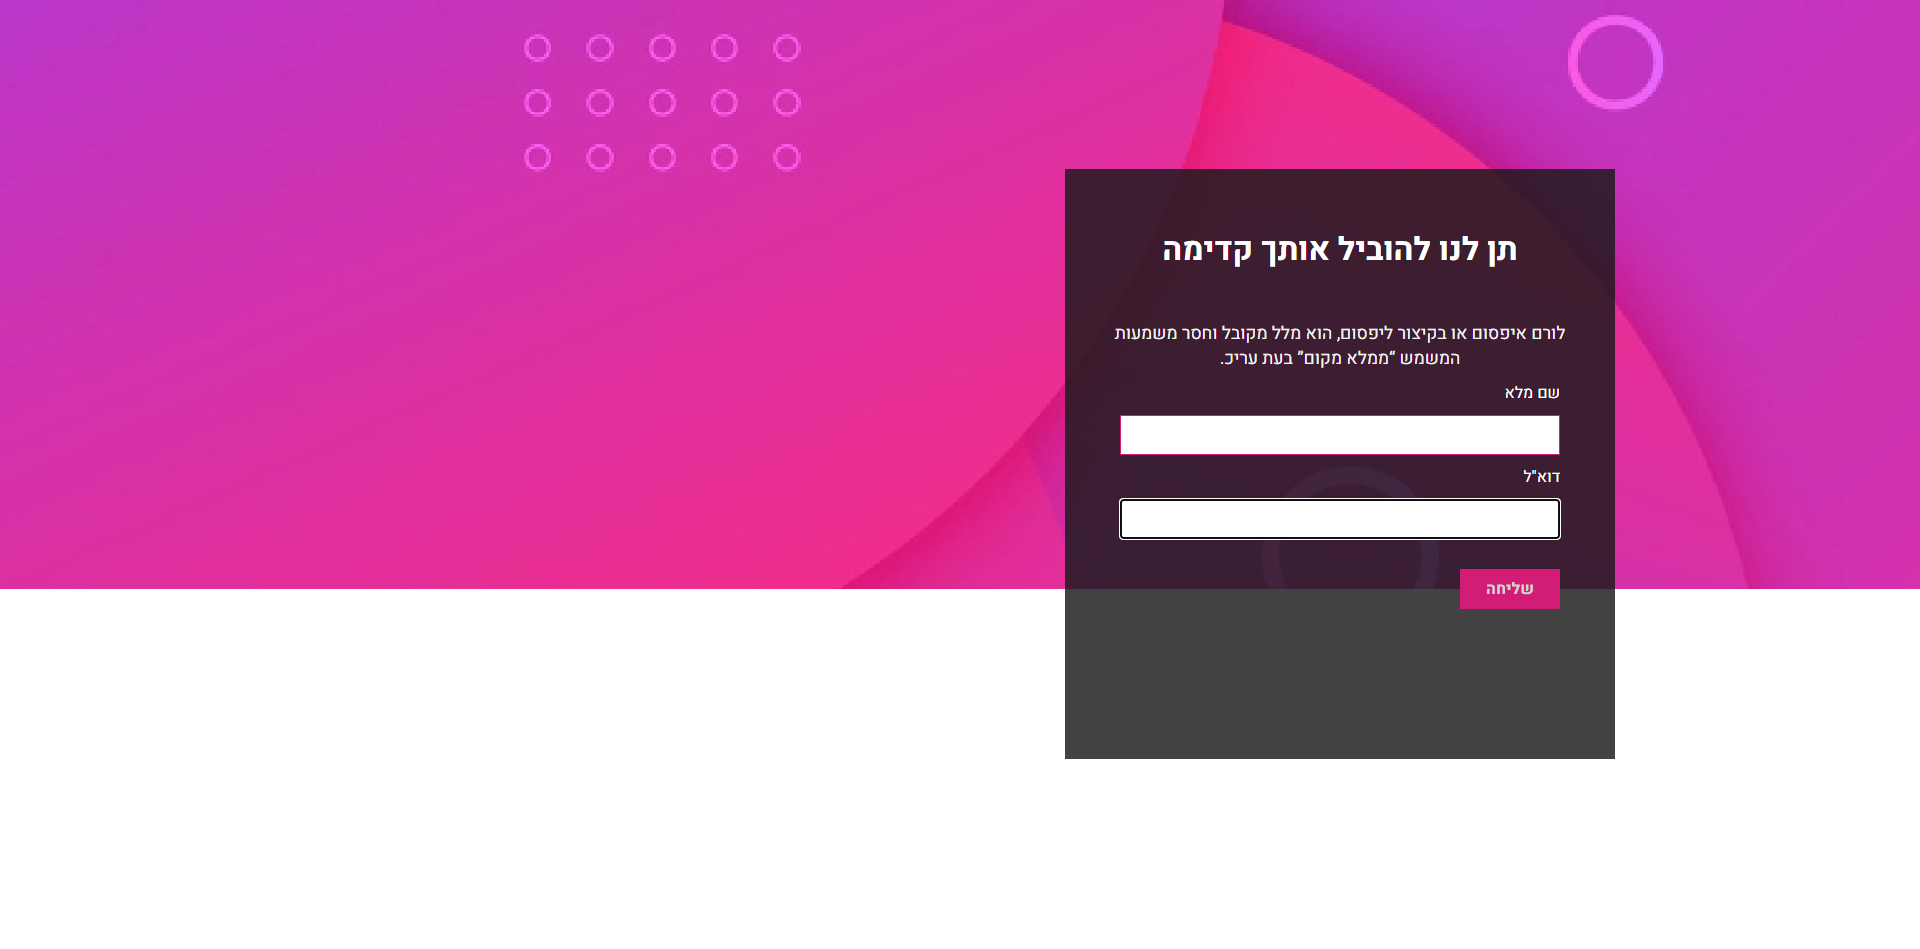 תן לנו להוביל אותך קדימה
לורם איפסום או בקיצור ליפסום, הוא מלל מקובל וחסר משמעות
המשמש “ממלא מקום” בעת עריכ.
שם מלא
דוא"ל
שליחה